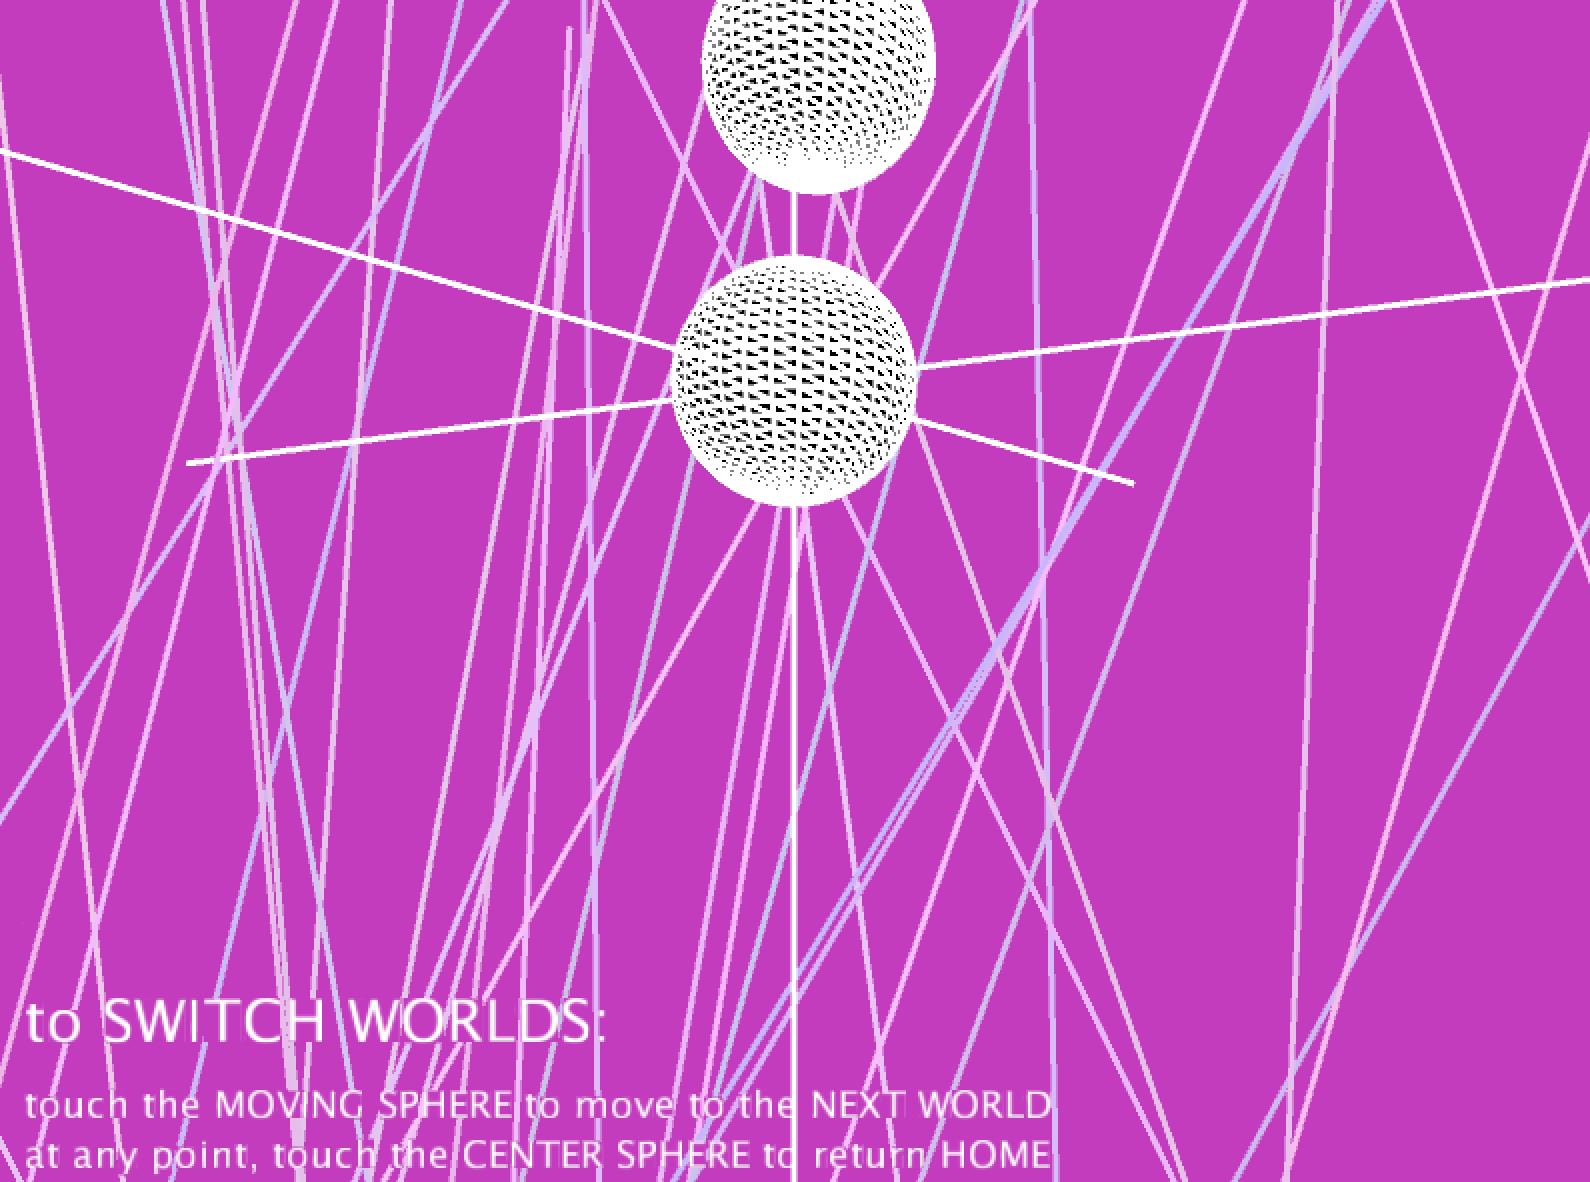 to SWITCH WORLDS:
touch the MOVING SPHERE to move to the NEXT WORLD
at any point, touch the CENTER SPHERE to return HOME